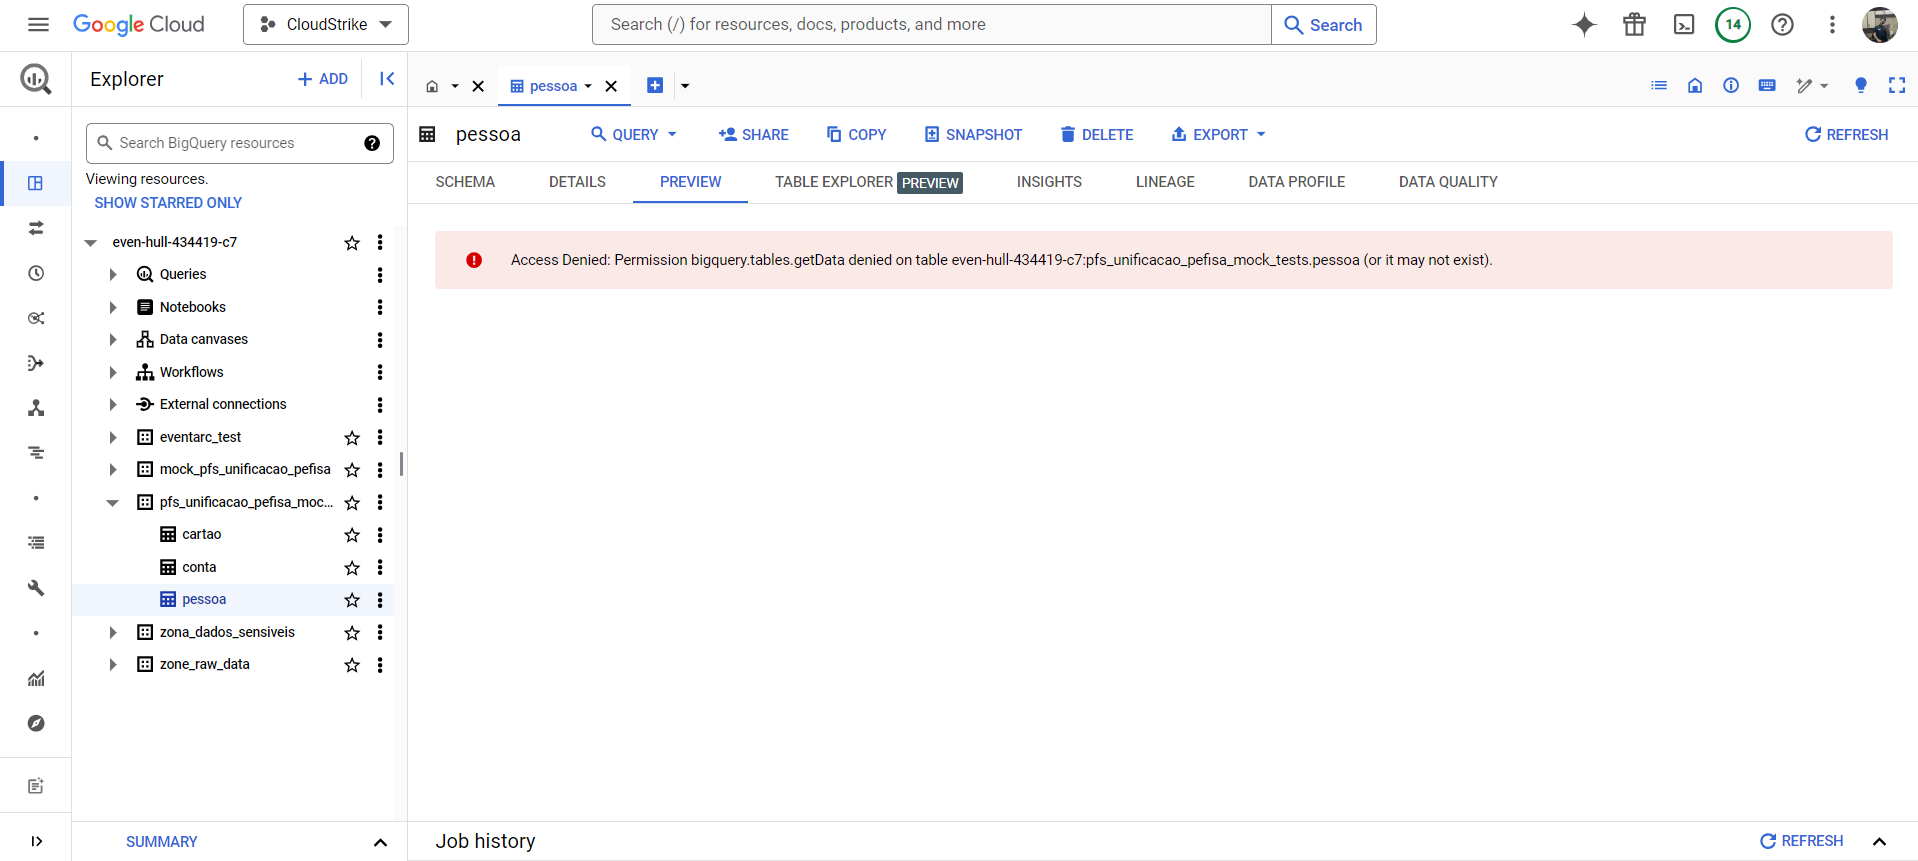 Google Cloud
CloudStrike
Search (/) for resources, docs, products, and more
Search
14
Explorer
+ ADD
pessoa
Search BigQuery resources
Viewing resources.
SHOW STARRED ONLY
even-hull-434419-c7
Queries
Notebooks
Data canvases
Workflows
External connections
eventarc_test
mock_pfs_unificacao_pefisa
pfs_unificacao_pefisa_moc...
cartao
conta
pessoa
zona_dados_sensiveis
zone_raw_data
SUMMARY
pessoa
QUERY
SHARE
COPY
SNAPSHOT
DELETE
EXPORT
REFRESH
SCHEMA
DETAILS
PREVIEW
TABLE EXPLORER PREVIEW
INSIGHTS
LINEAGE
DATA PROFILE
DATA QUALITY
Access Denied: Permission bigquery.tables.getData denied on table even-hull-434419-c7:pfs_unificacao_pefisa_mock_tests.pessoa (or it may not exist).
Job history
REFRESH